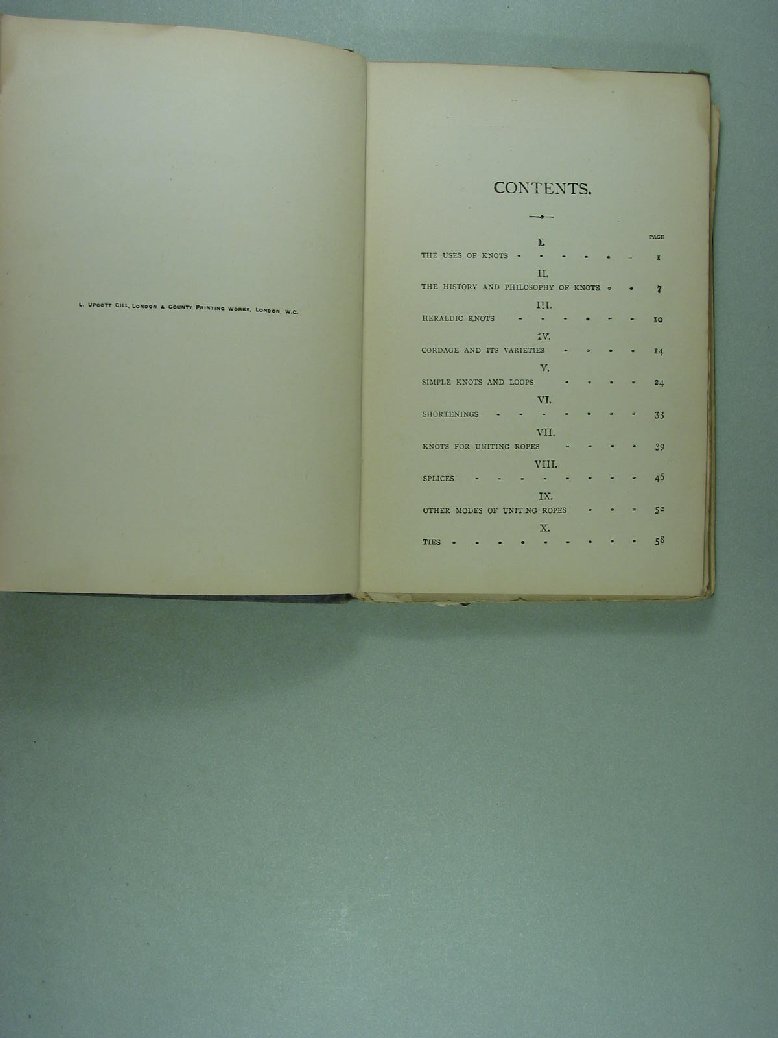 L. UPCOTT GILL, LONDON & COUNTY PRINTING WORKS, LONDON W.C.
CONTENTS.
PAGE
I.
THE USES OF KNOTS - - - - - - 1
II.
THE HISTORY AND PHILOSOPHY OF KNOTS - - 7
III.
HERALDIC KNOTS - - - - - - 10
IV.
CORDAGE AND ITS VARIETIES - - - - 14
V.
SIMPLE KNOTS AND LOOPS - - - - 24
VI.
SHORTENINGS - - - - - - - 33
VII.
KNOTS FOR UNITING ROPES - - - - 39
VIII.
SPLICES - - - - - - - - 46
IX.
OTHER MODES OF UNITING ROPES - - - 52
X.
TIES - - - - - - - - - 58